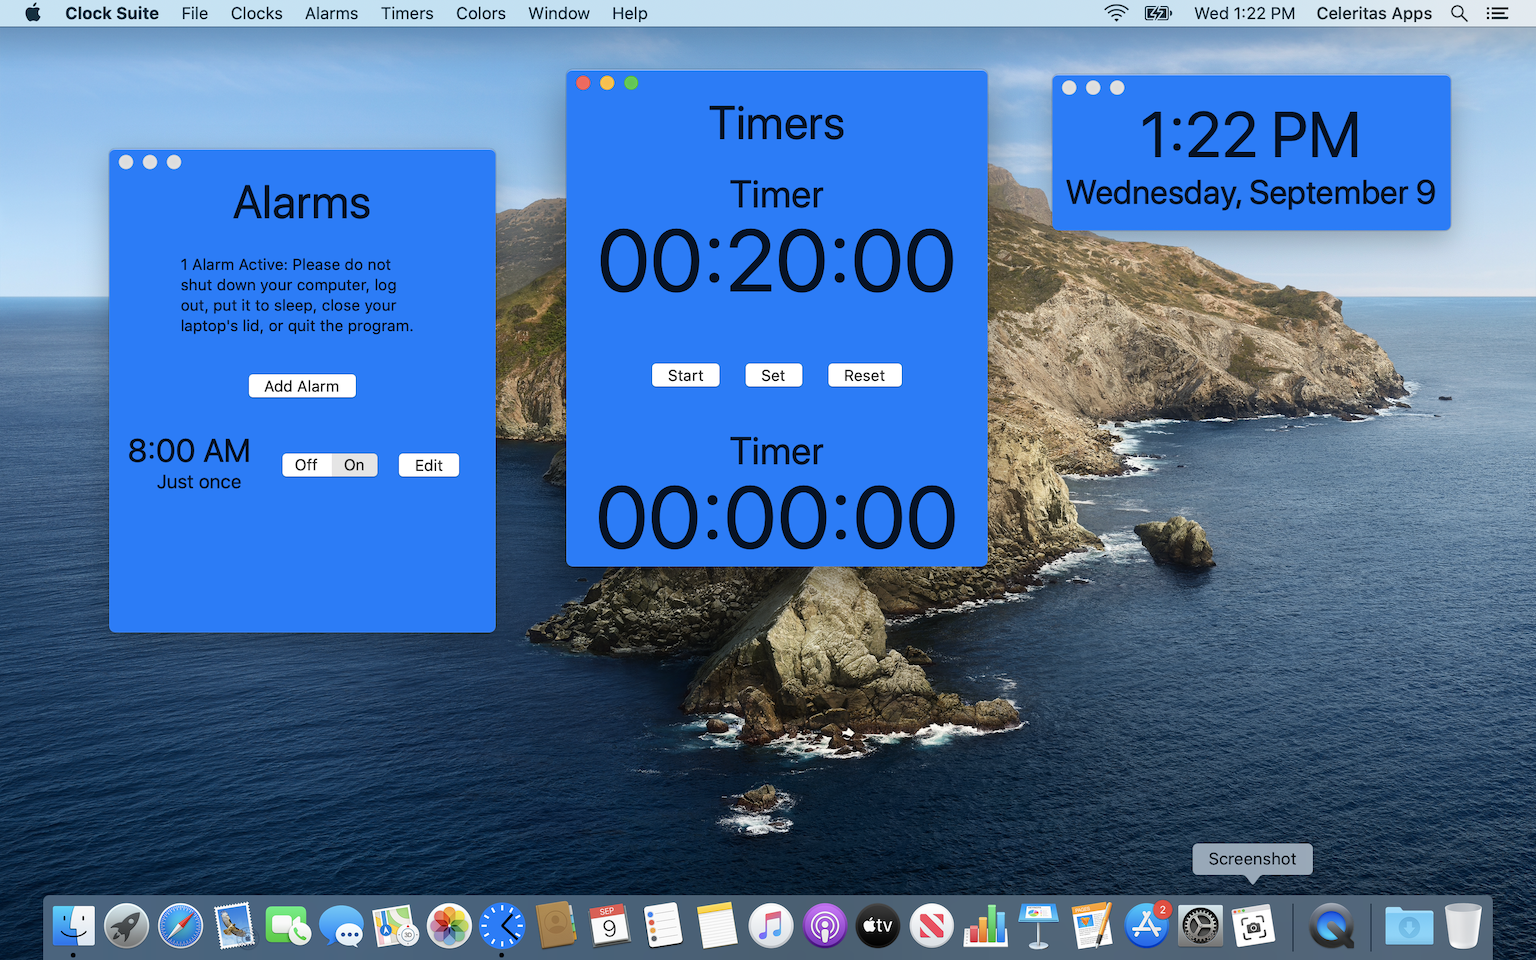 Clock Suite File Clocks Alarms Timers Colors Window Help Wed 1:22 PM Celeritas Apps
Alarms
1 Alarm Active: Please do not
shut down your computer, log
out, put it to sleep, close your
laptop's lid, or quit the program.
Add Alarm
8:00 AM
Just once
Off On Edit
Timers
Timer
00:20:00
Start Set Reset
Timer
00:00:00
1:22 PM
Wednesday, September 9
Screenshot
3D
SEP
9
tv
PAGES
2